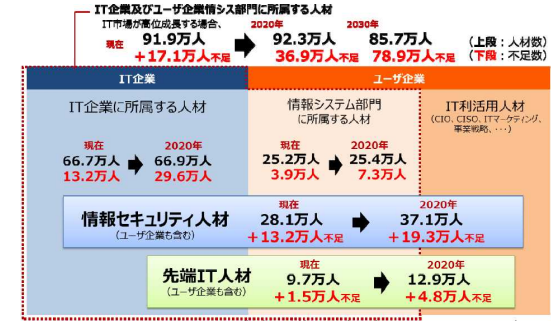 IT企業及びユーザ企業情シス部門に所属する人材
IT市場が高位成長する場合、
2020年
2030年
現在
91.9万人
92.3万人
85.7万人
(上段：人材数)
+17.1万人不足
36.9万人不足
78.9万人不足
(下段：不足数)
IT企業
ユーザ企業
IT企業に所属する人材
情報システム部門
に所属する人材
IT利活用人材
(CIO、CISO、ITマーケティング、
事業戦略、・・・)
現在
2020年
66.7万人
66.9万人
13.2万人
29.6万人
現在
2020年
25.2万人
25.4万人
3.9万人
7.3万人
情報セキュリティ人材
(ユーザ企業も含む)
現在
2020年
28.1万人
37.1万人
+13.2万人不足
+19.3万人不足
先端IT人材
(ユーザ企業も含む)
現在
2020年
9.7万人
12.9万人
+1.5万人不足
+4.8万人不足